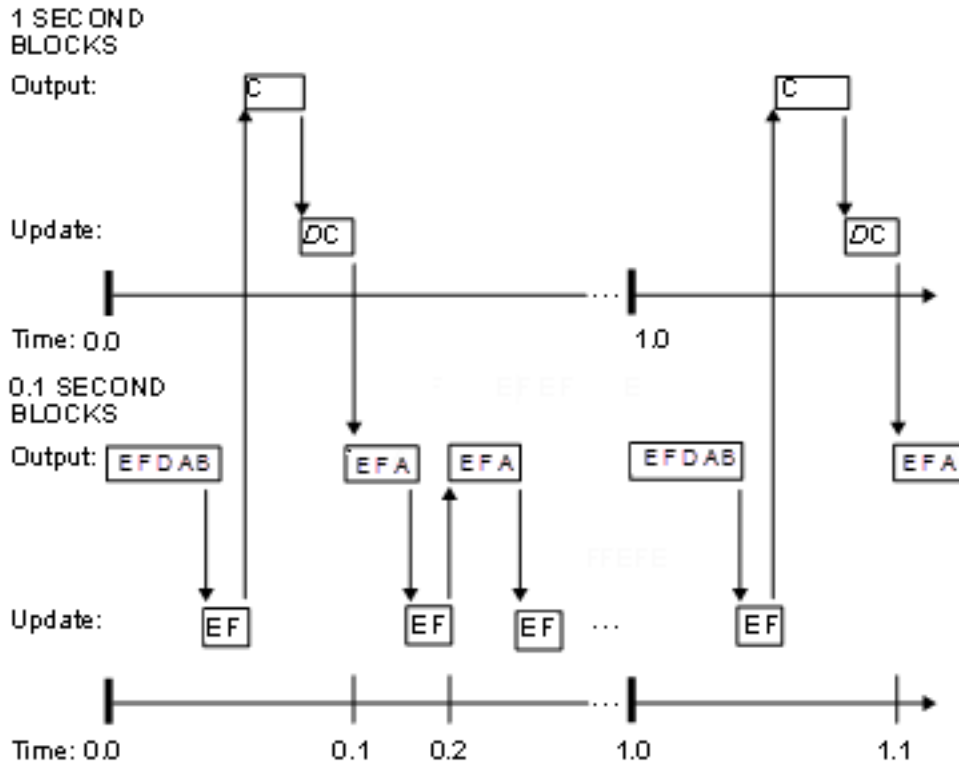 1 SECOND
BLOCKS
Output:
C
C
Update:
DC
DC
...
Time: 0.0
1.0
0.1 SECOND
BLOCKS
Output:
EFDAB
EFA
EFA
EFDAB
EFA
Update:
EF
EF
EF
...
EF
...
Time: 0.0
0.1
0.2
1.0
1.1